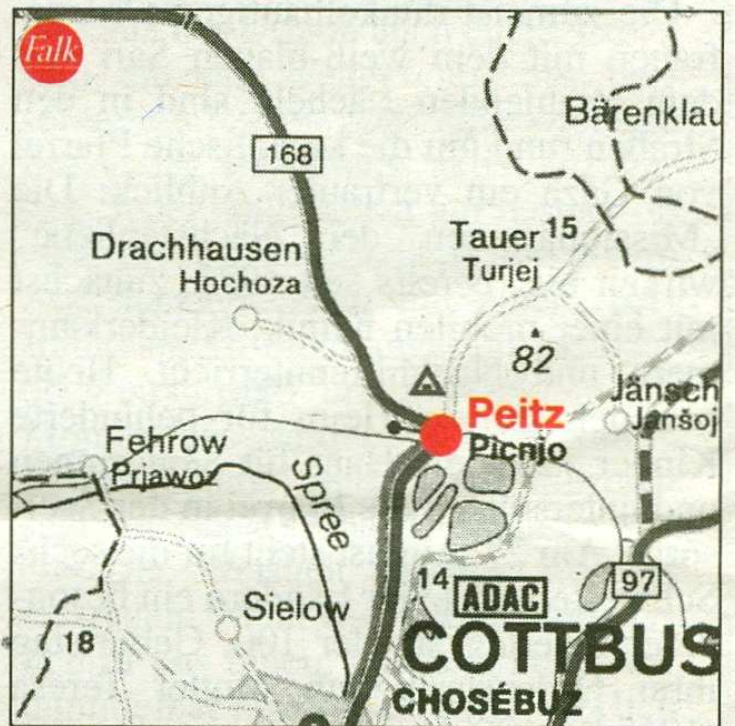 Falk
Bärenklau
168
Drachhausen
Hochoza
Tauer 15
Turjej
82
Jänsch
Janšoj
Peitz
Picnjo
Fehrow
Prjawoz
Spree
14
ADAC
97
Sielow
18
COTTBUS
CHOSÉBUZ